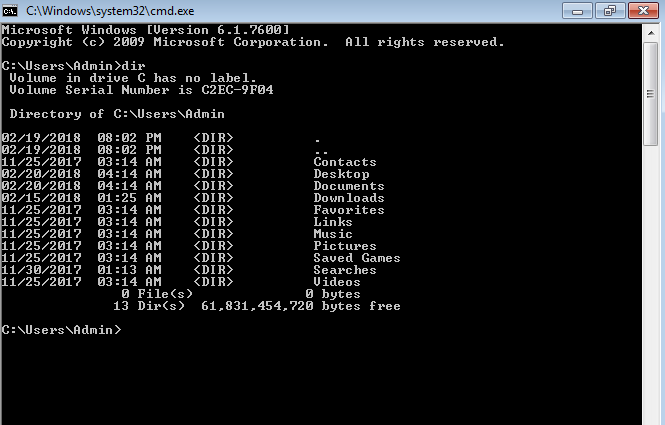 C:\Windows\system32\cmd.exe
Microsoft Windows [Version 6.1.7600]
Copyright (c) 2009 Microsoft Corporation.  All rights reserved.
C:\Users\Admin>dir
 Volume in drive C has no label.
 Volume Serial Number is C2EC-9F04
 Directory of C:\Users\Admin
02/19/2018  08:02 PM    <DIR>          .
02/19/2018  08:02 PM    <DIR>          ..
11/25/2017  03:14 AM    <DIR>          Contacts
02/20/2018  04:14 AM    <DIR>          Desktop
02/20/2018  04:14 AM    <DIR>          Documents
02/15/2018  01:25 AM    <DIR>          Downloads
11/25/2017  03:14 AM    <DIR>          Favorites
11/25/2017  03:14 AM    <DIR>          Links
11/25/2017  03:14 AM    <DIR>          Music
11/25/2017  03:14 AM    <DIR>          Pictures
11/25/2017  03:14 AM    <DIR>          Saved Games
11/30/2017  01:13 AM    <DIR>          Searches
11/25/2017  03:14 AM    <DIR>          Videos
               0 File(s)              0 bytes
              13 Dir(s)  61,831,454,720 bytes free
C:\Users\Admin>